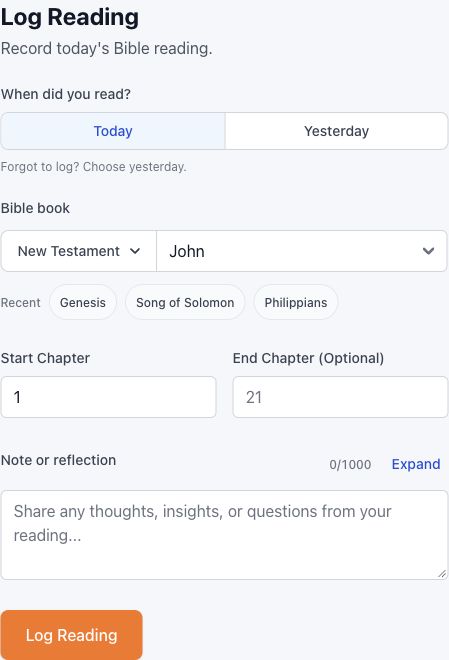 Log Reading
Record today's Bible reading.
When did you read?
Today Yesterday
Forgot to log? Choose yesterday.
Bible book
New Testament John
Recent Genesis Song of Solomon Philippians
Start Chapter End Chapter (Optional)
1 21
Note or reflection 0/1000 Expand
Share any thoughts, insights, or questions from your
reading...
Log Reading